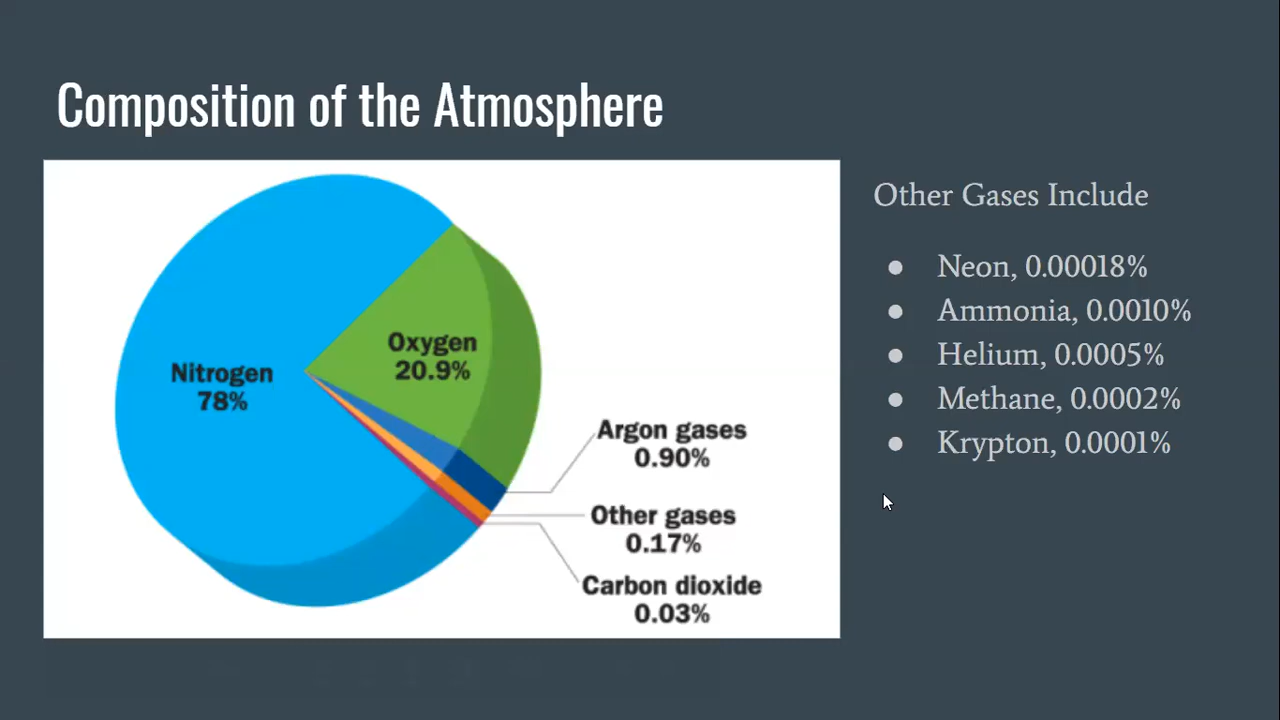 Composition of the Atmosphere
Nitrogen
78%
Oxygen
20.9%
Argon gases
0.90%
Other gases
0.17%
Carbon dioxide
0.03%
Other Gases Include
● Neon, 0.00018%
● Ammonia, 0.0010%
● Helium, 0.0005%
● Methane, 0.0002%
● Krypton, 0.0001%